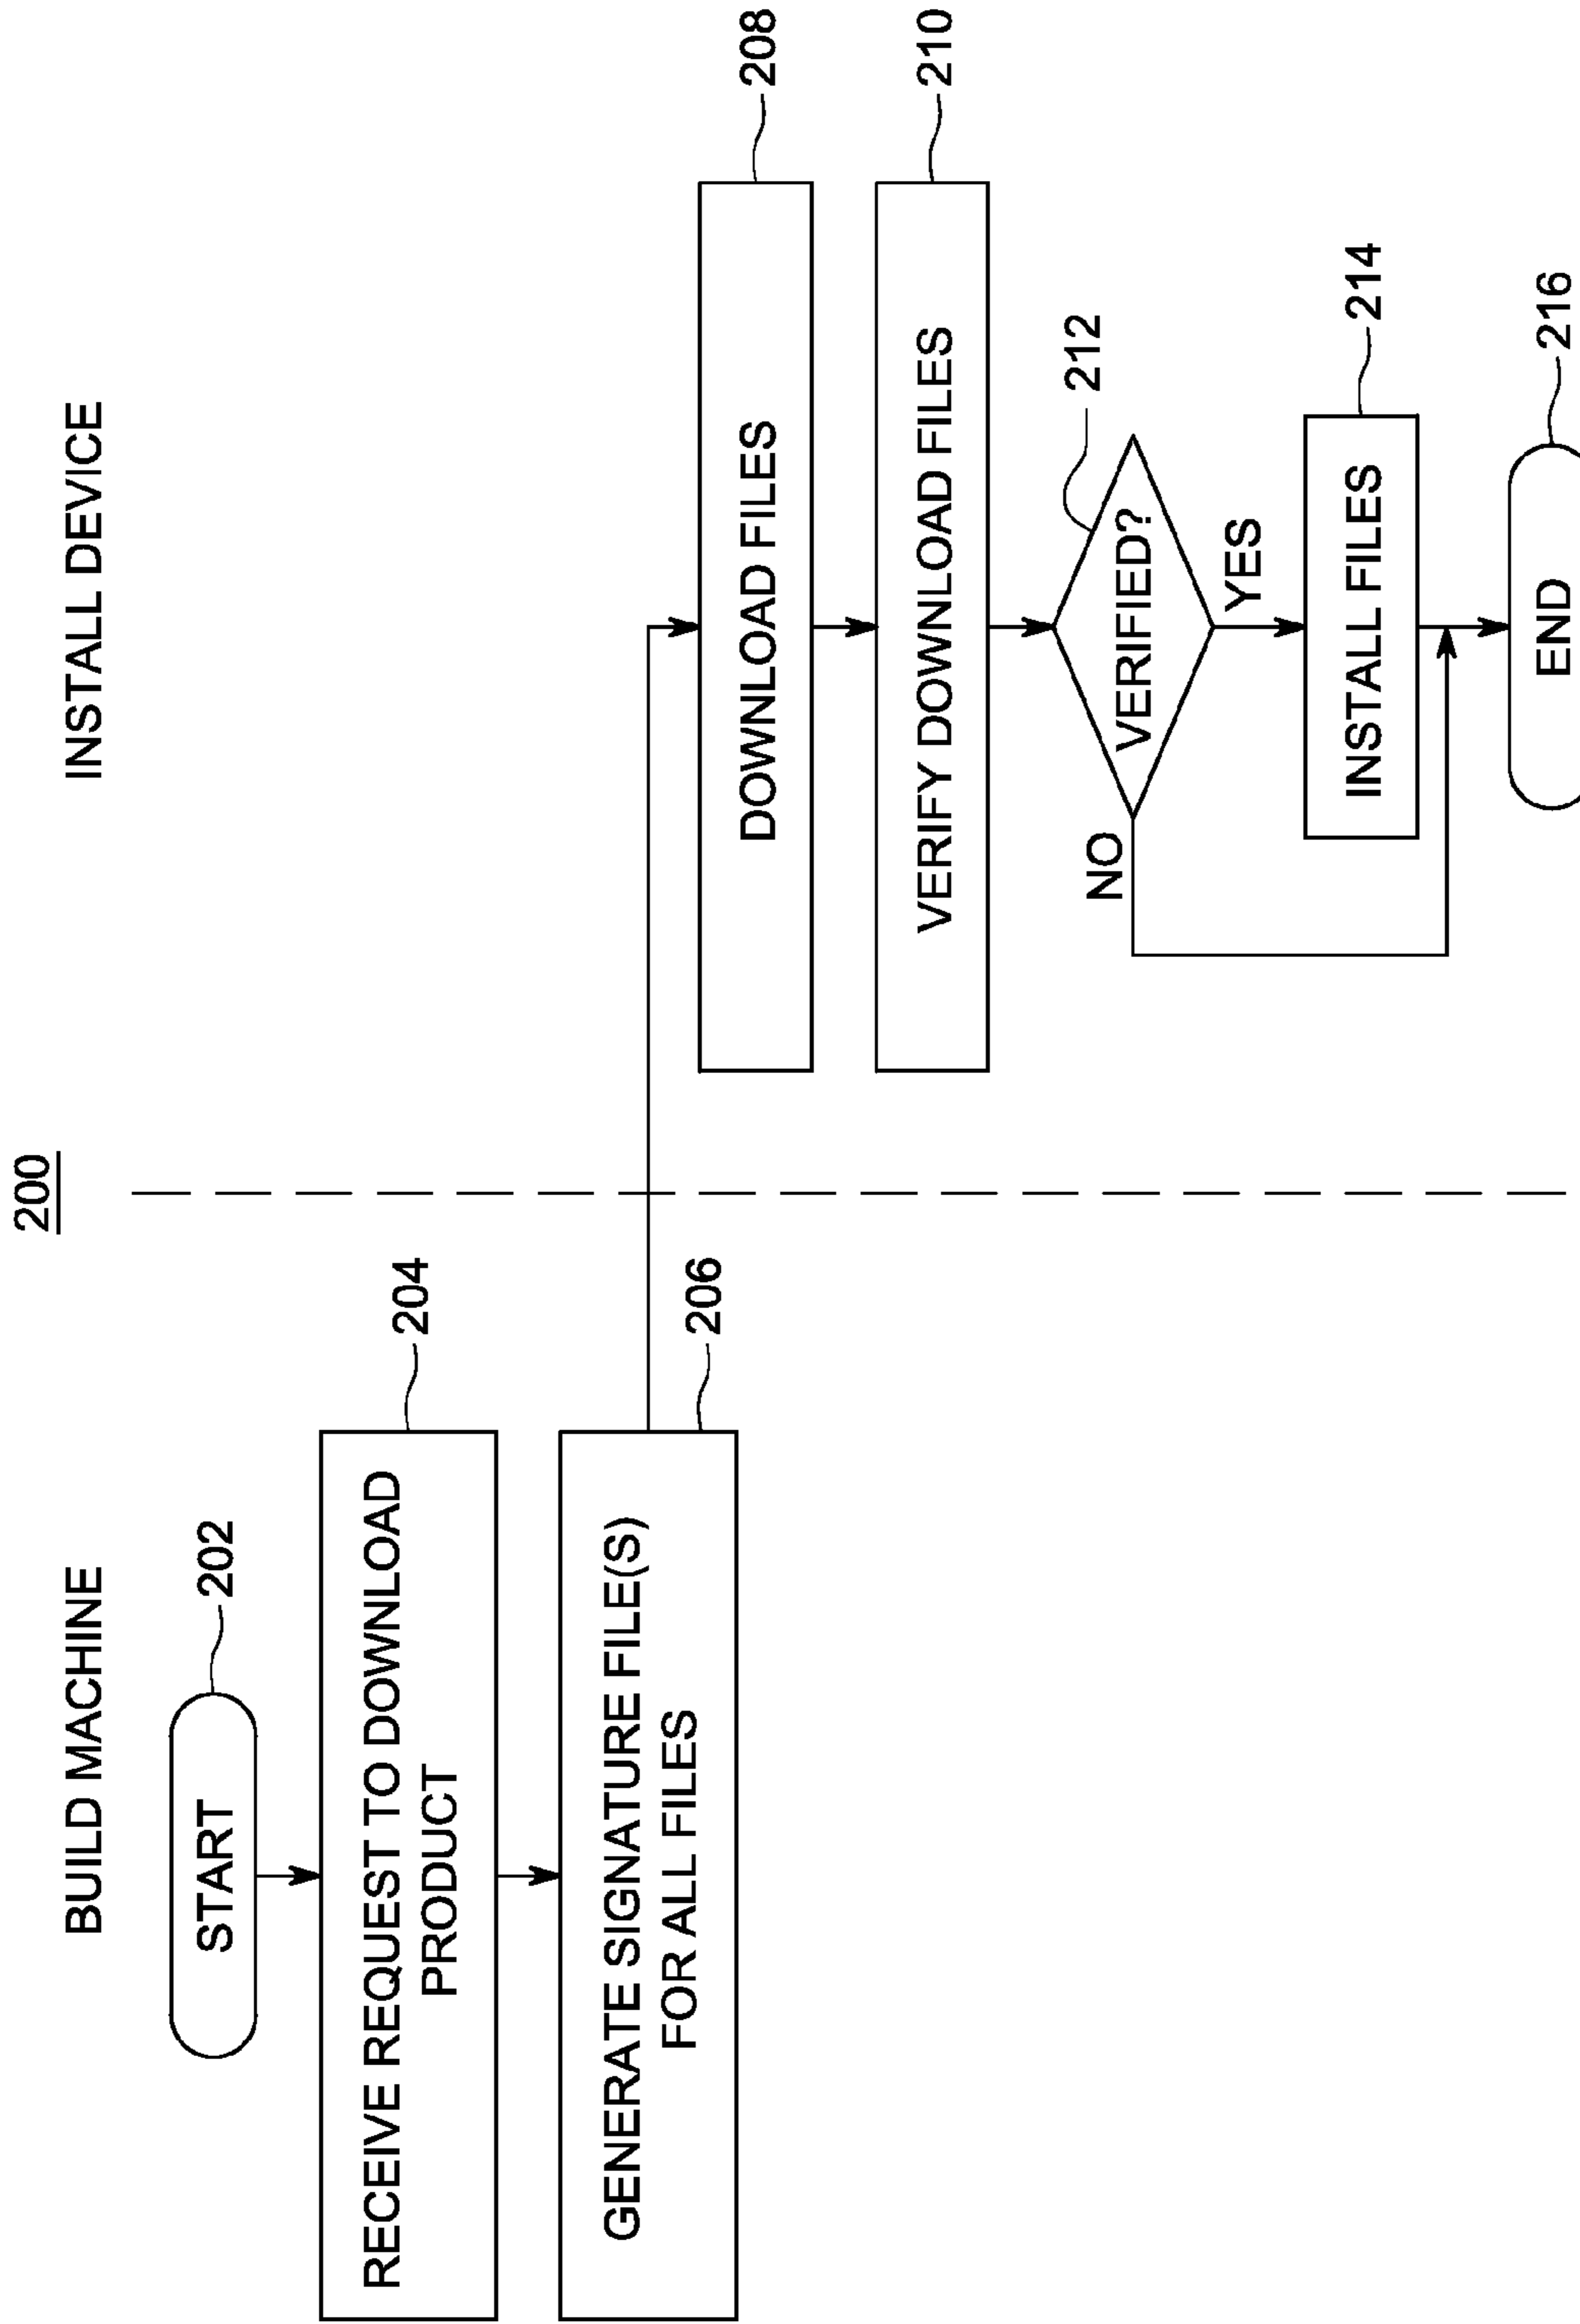 200
BUILD MACHINE
START
202
RECEIVE REQUEST TO DOWNLOAD
PRODUCT
204
GENERATE SIGNATURE FILE(S)
FOR ALL FILES
206
INSTALL DEVICE
DOWNLOAD FILES
208
VERIFY DOWNLOAD FILES
210
VERIFIED?
212
NO
YES
INSTALL FILES
214
END
216